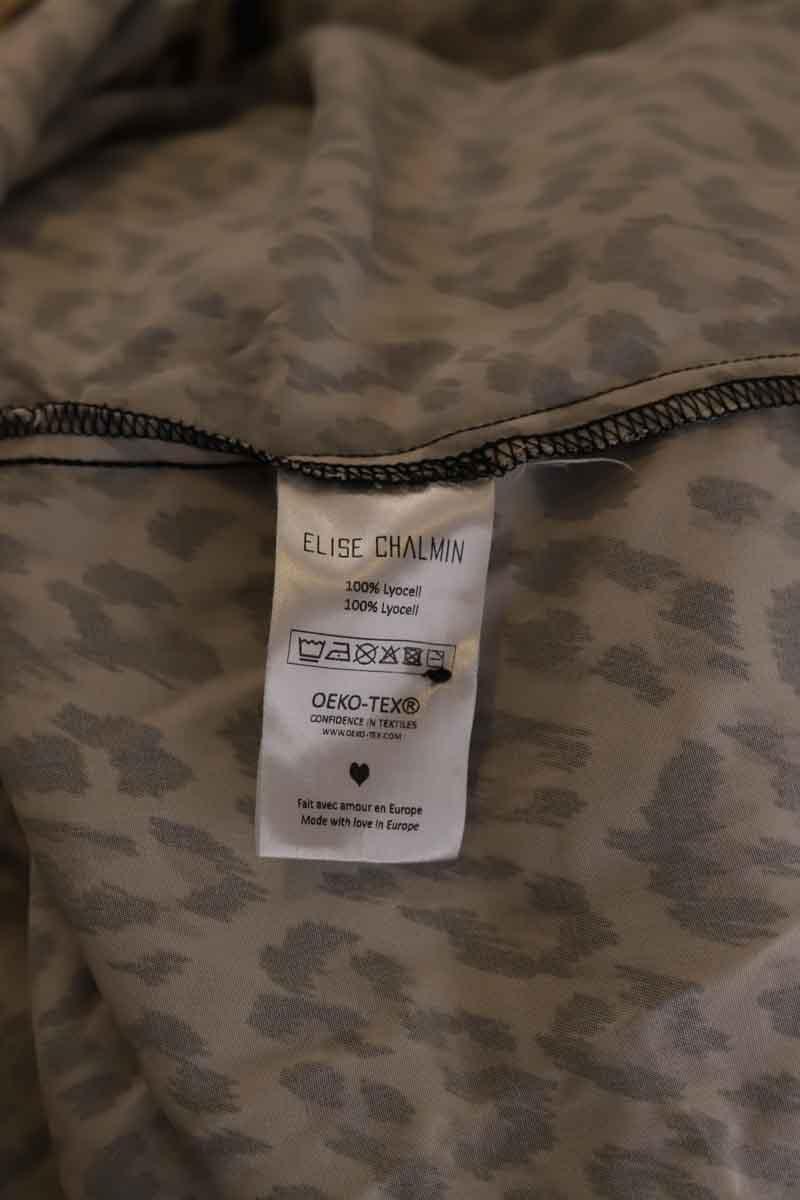 ELISE CHALMIN
100% Lyocell
100% Lyocell
OEKO-TEX®
CONFIDENCE IN TEXTILES
WWW.OEKO-TEX.COM
Fait avec amour en Europe
Made with love in Europe